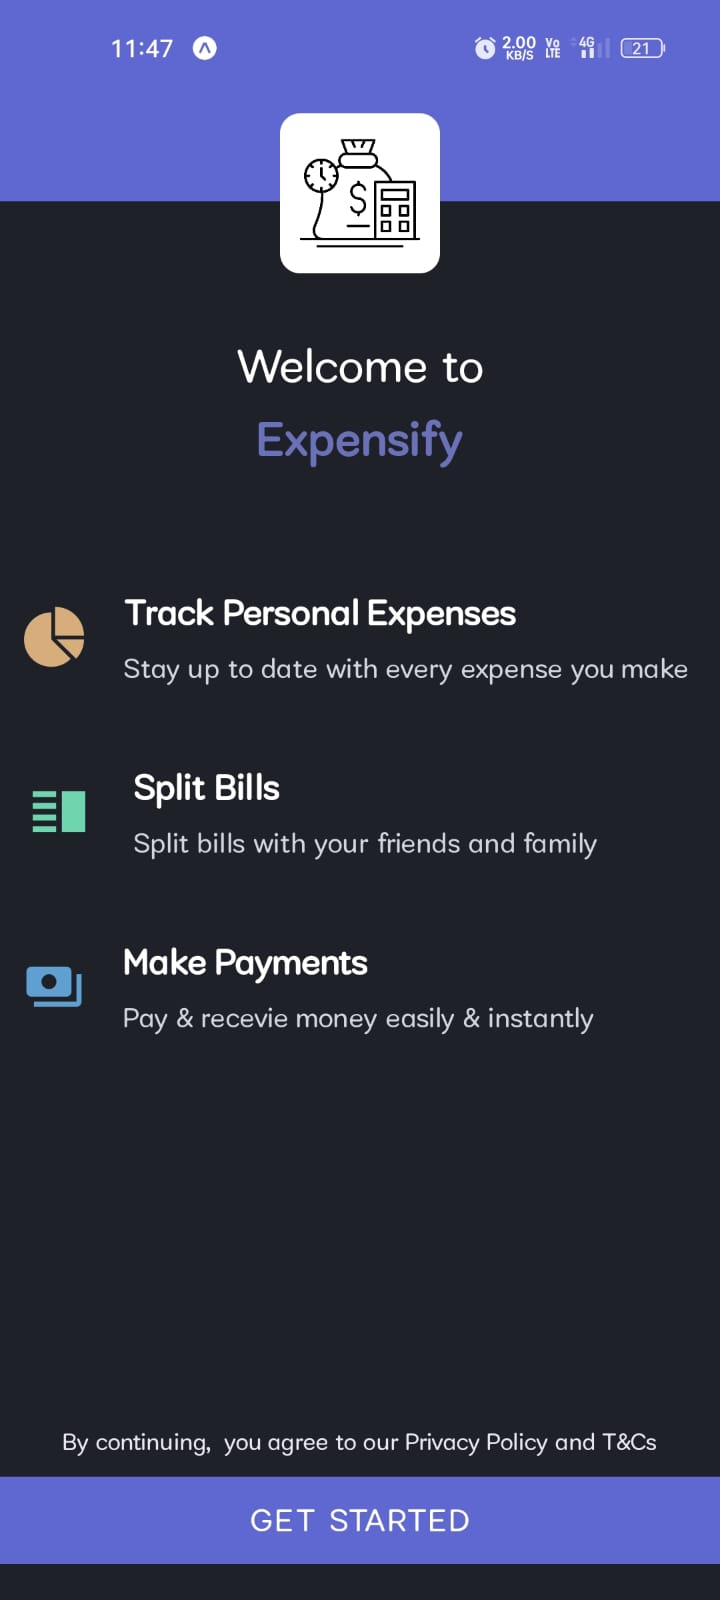 11:47 2.00 KB/S Vo LTE 4G 21
$
Welcome to
Expensify
Track Personal Expenses
Stay up to date with every expense you make
Split Bills
Split bills with your friends and family
Make Payments
Pay & recevie money easily & instantly
By continuing,  you agree to our Privacy Policy and T&Cs
GET STARTED